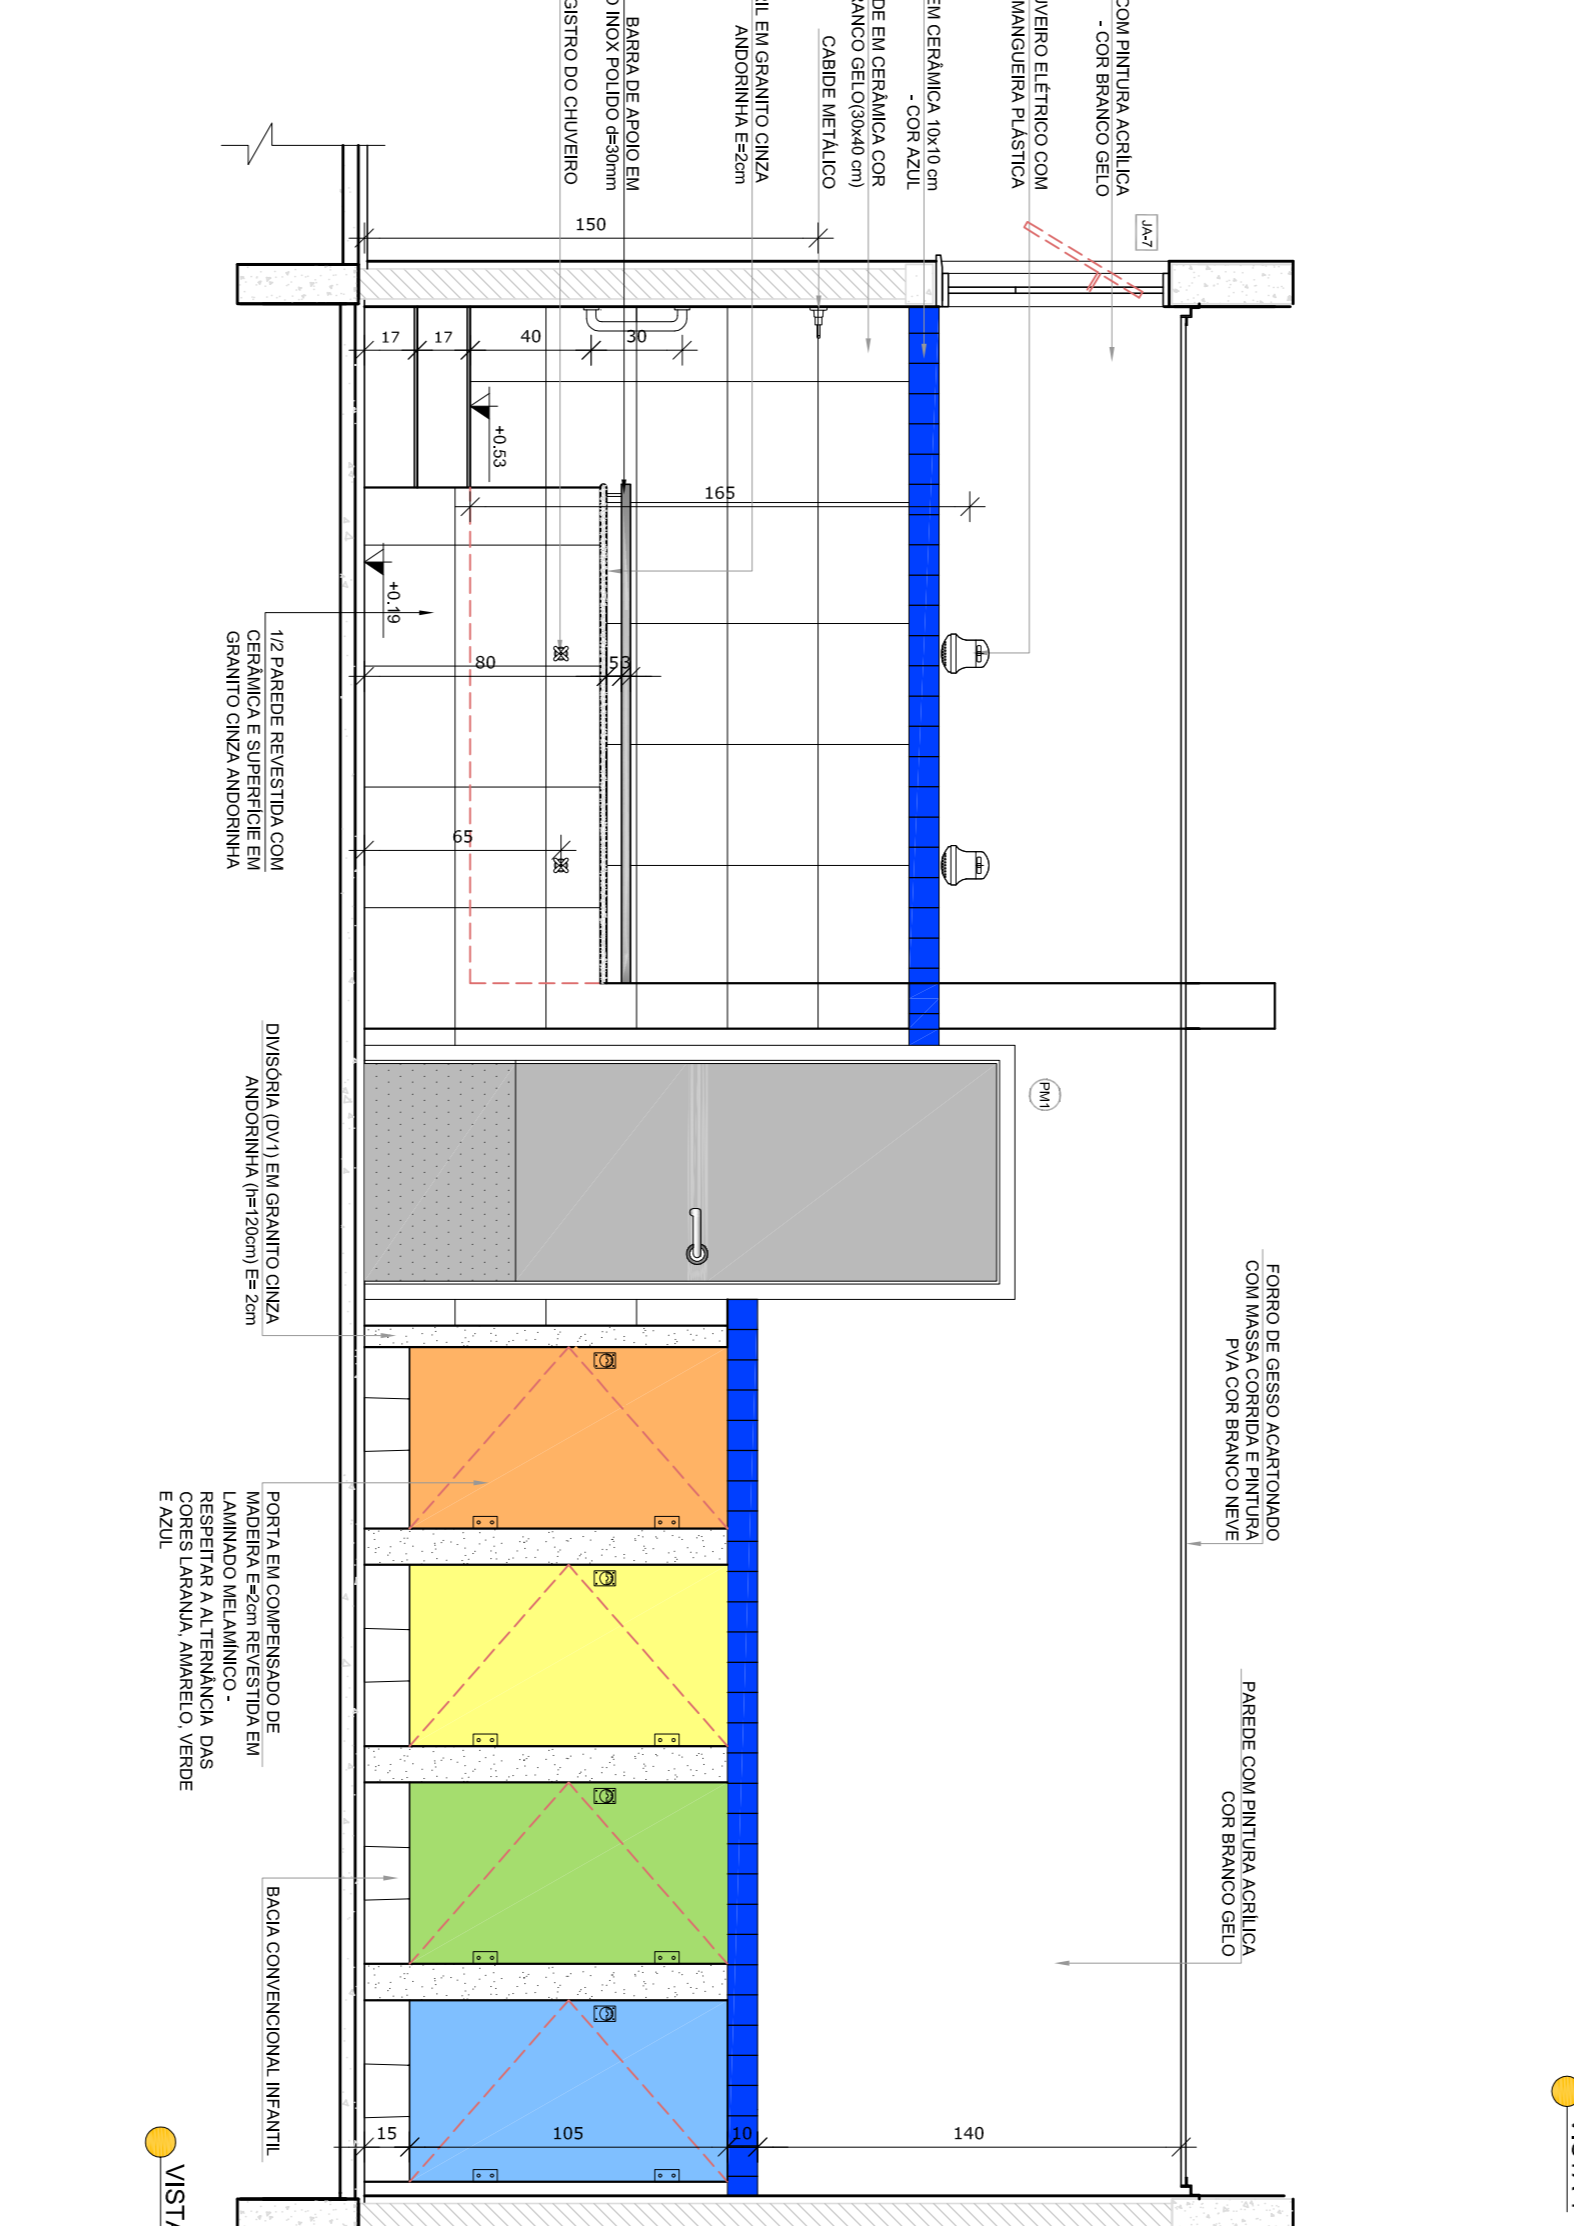 COM PINTURA ACRÍLICA
- COR BRANCO GELO
UVEIRO ELÉTRICO COM
MANGUEIRA PLÁSTICA
EM CERÂMICA 10x10 cm
- COR AZUL
DE EM CERÂMICA COR
RANCO GELO(30x40 cm)
CABIDE METÁLICO
RIL EM GRANITO CINZA
ANDORINHA E=2cm
BARRA DE APOIO EM
O INOX POLIDO d=30mm
GISTRO DO CHUVEIRO
JA-7
150
17
17
40
30
+0.53
165
+0.19
80
53
65
1/2 PAREDE REVESTIDA COM
CERÂMICA E SUPERFÍCIE EM
GRANITO CINZA ANDORINHA
PM1
DIVISÓRIA (DV1) EM GRANITO CINZA
ANDORINHA (h=120cm) E= 2cm
FORRO DE GESSO ACARTONADO
COM MASSA CORRIDA E PINTURA
PVA COR BRANCO NEVE
PORTA EM COMPENSADO DE
MADEIRA E=2cm REVESTIDA EM
LAMINADO MELAMÍNICO -
RESPEITAR A ALTERNÂNCIA DAS
CORES LARANJA, AMARELO, VERDE
E AZUL
PAREDE COM PINTURA ACRÍLICA
COR BRANCO GELO
BACIA CONVENCIONAL INFANTIL
15
105
10
140
VISTA